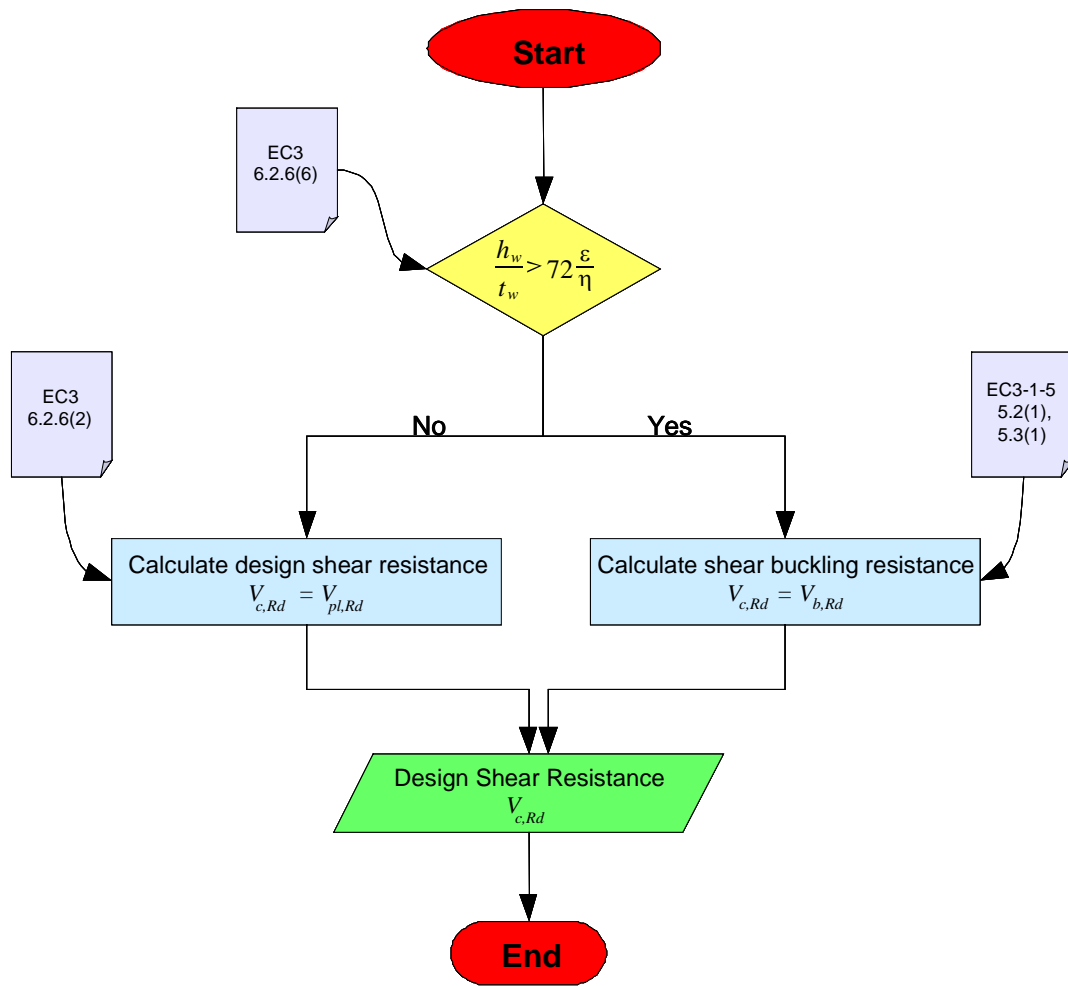 Start
EC3
6.2.6(6)
h_w/t_w > 72 ε/η
EC3
6.2.6(2)
EC3-1-5
5.2(1),
5.3(1)
No
Yes
Calculate design shear resistance
V_c,Rd = V_pl,Rd
Calculate shear buckling resistance
V_c,Rd = V_b,Rd
Design Shear Resistance
V_c,Rd
End